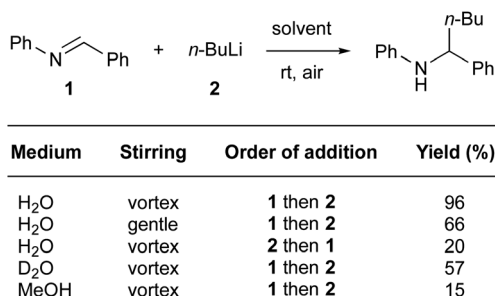 Ph N Ph + n-BuLi solvent rt, air Ph N H n-Bu Ph
1 2
Medium Stirring Order of addition Yield (%)
H₂O vortex 1 then 2 96
H₂O gentle 1 then 2 66
H₂O vortex 2 then 1 20
D₂O vortex 1 then 2 57
MeOH vortex 1 then 2 15